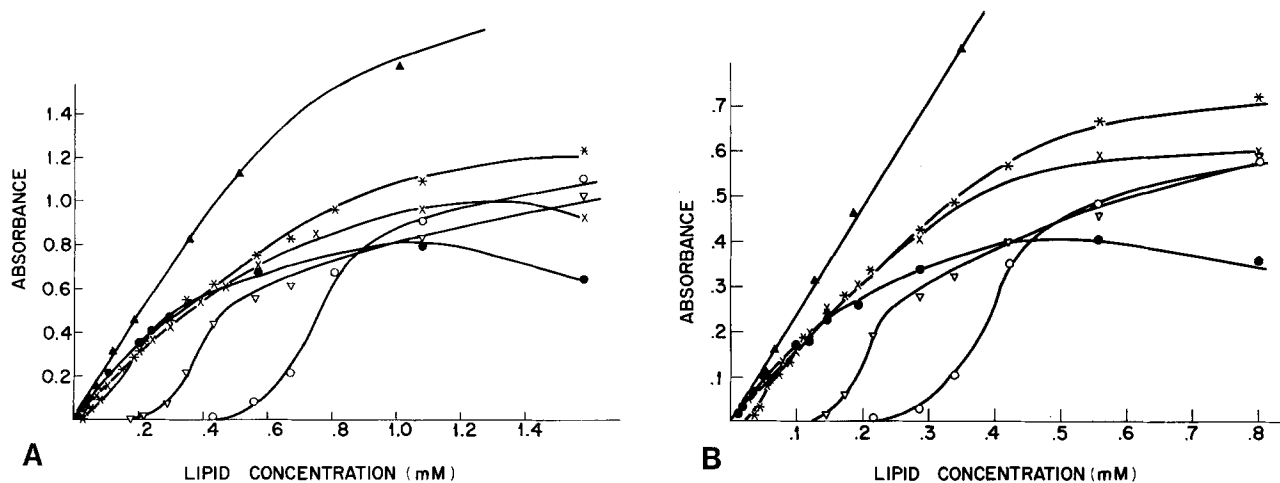 1.4
1.2
1.0
0.8
0.6
0.4
0.2
ABSORBANCE
.2 .4 .6 .8 1.0 1.2 1.4
LIPID CONCENTRATION (mM)
A
.7
.6
.5
.4
.3
.2
.1
ABSORBANCE
.1 .2 .3 .4 .5 .6 .7 .8
LIPID CONCENTRATION (mM)
B